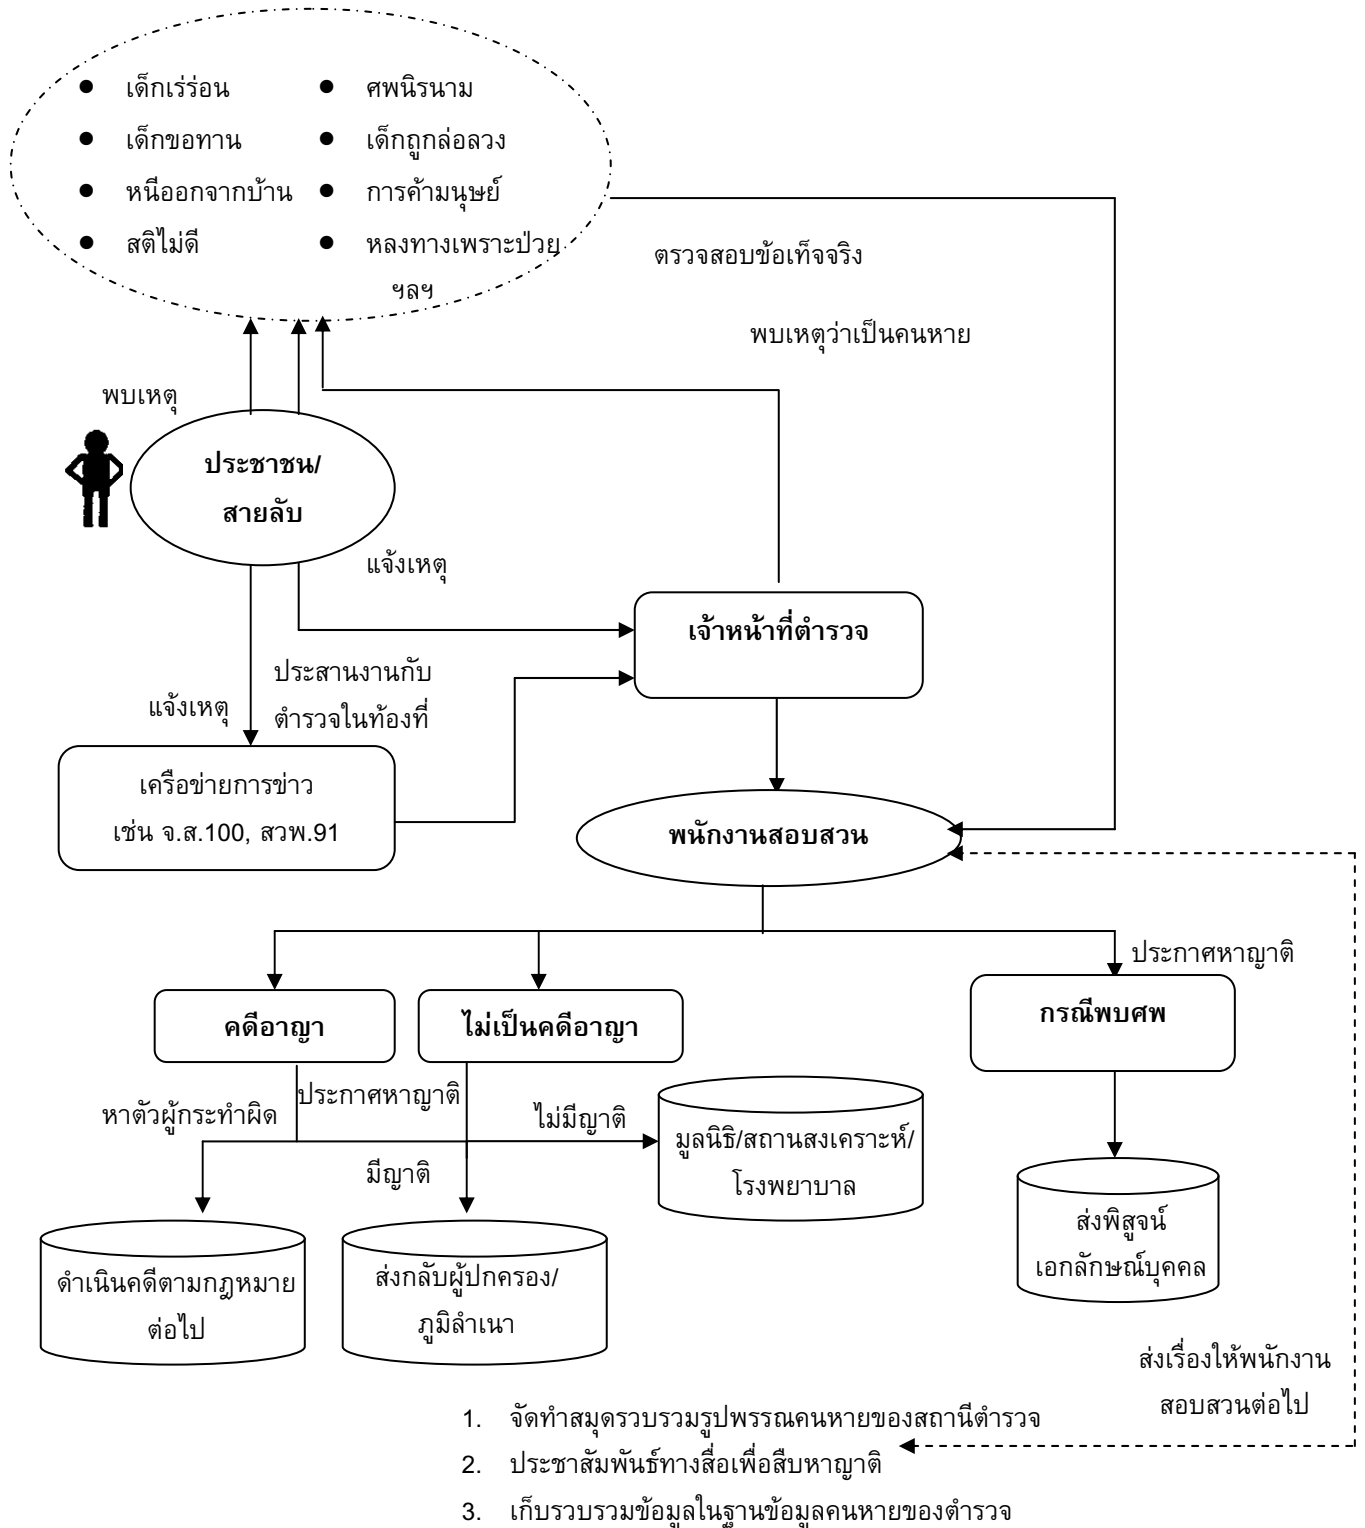 เด็กเร่ร่อน
ศพนิรนาม
เด็กขอทาน
เด็กถูกล่อลวง
หนีออกจากบ้าน
การค้ามนุษย์
สติไม่ดี
หลงทางเพราะป่วย
ฯลฯ
ตรวจสอบข้อเท็จจริง
พบเหตุว่าเป็นคนหาย
พบเหตุ
ประชาชน/
สายลับ
แจ้งเหตุ
เจ้าหน้าที่ตำรวจ
ประสานงานกับ
ตำรวจในท้องที่
แจ้งเหตุ
เครือข่ายการข่าว
เช่น จ.ส.100, สวพ.91
พนักงานสอบสวน
ประกาศหาญาติ
คดีอาญา
ไม่เป็นคดีอาญา
กรณีพบศพ
หาตัวผู้กระทำผิด
ประกาศหาญาติ
ไม่มีญาติ
มีญาติ
มูลนิธิ/สถานสงเคราะห์/
โรงพยาบาล
ส่งพิสูจน์
เอกลักษณ์บุคคล
ดำเนินคดีตามกฎหมาย
ต่อไป
ส่งกลับผู้ปกครอง/
ภูมิลำเนา
ส่งเรื่องให้พนักงาน
สอบสวนต่อไป
1. จัดทำสมุดรวบรวมรูปพรรณคนหายของสถานีตำรวจ
2. ประชาสัมพันธ์ทางสื่อเพื่อสืบหาญาติ
3. เก็บรวบรวมข้อมูลในฐานข้อมูลคนหายของตำรวจ